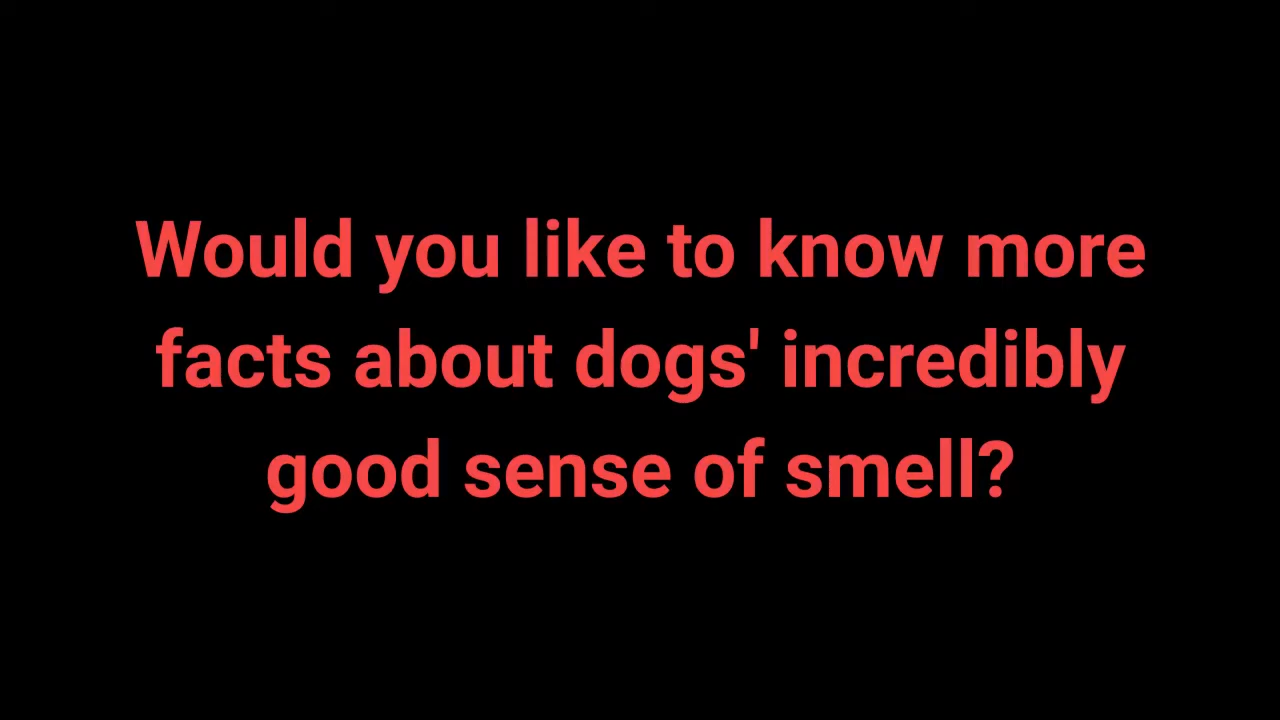 Would you like to know more
facts about dogs' incredibly
good sense of smell?